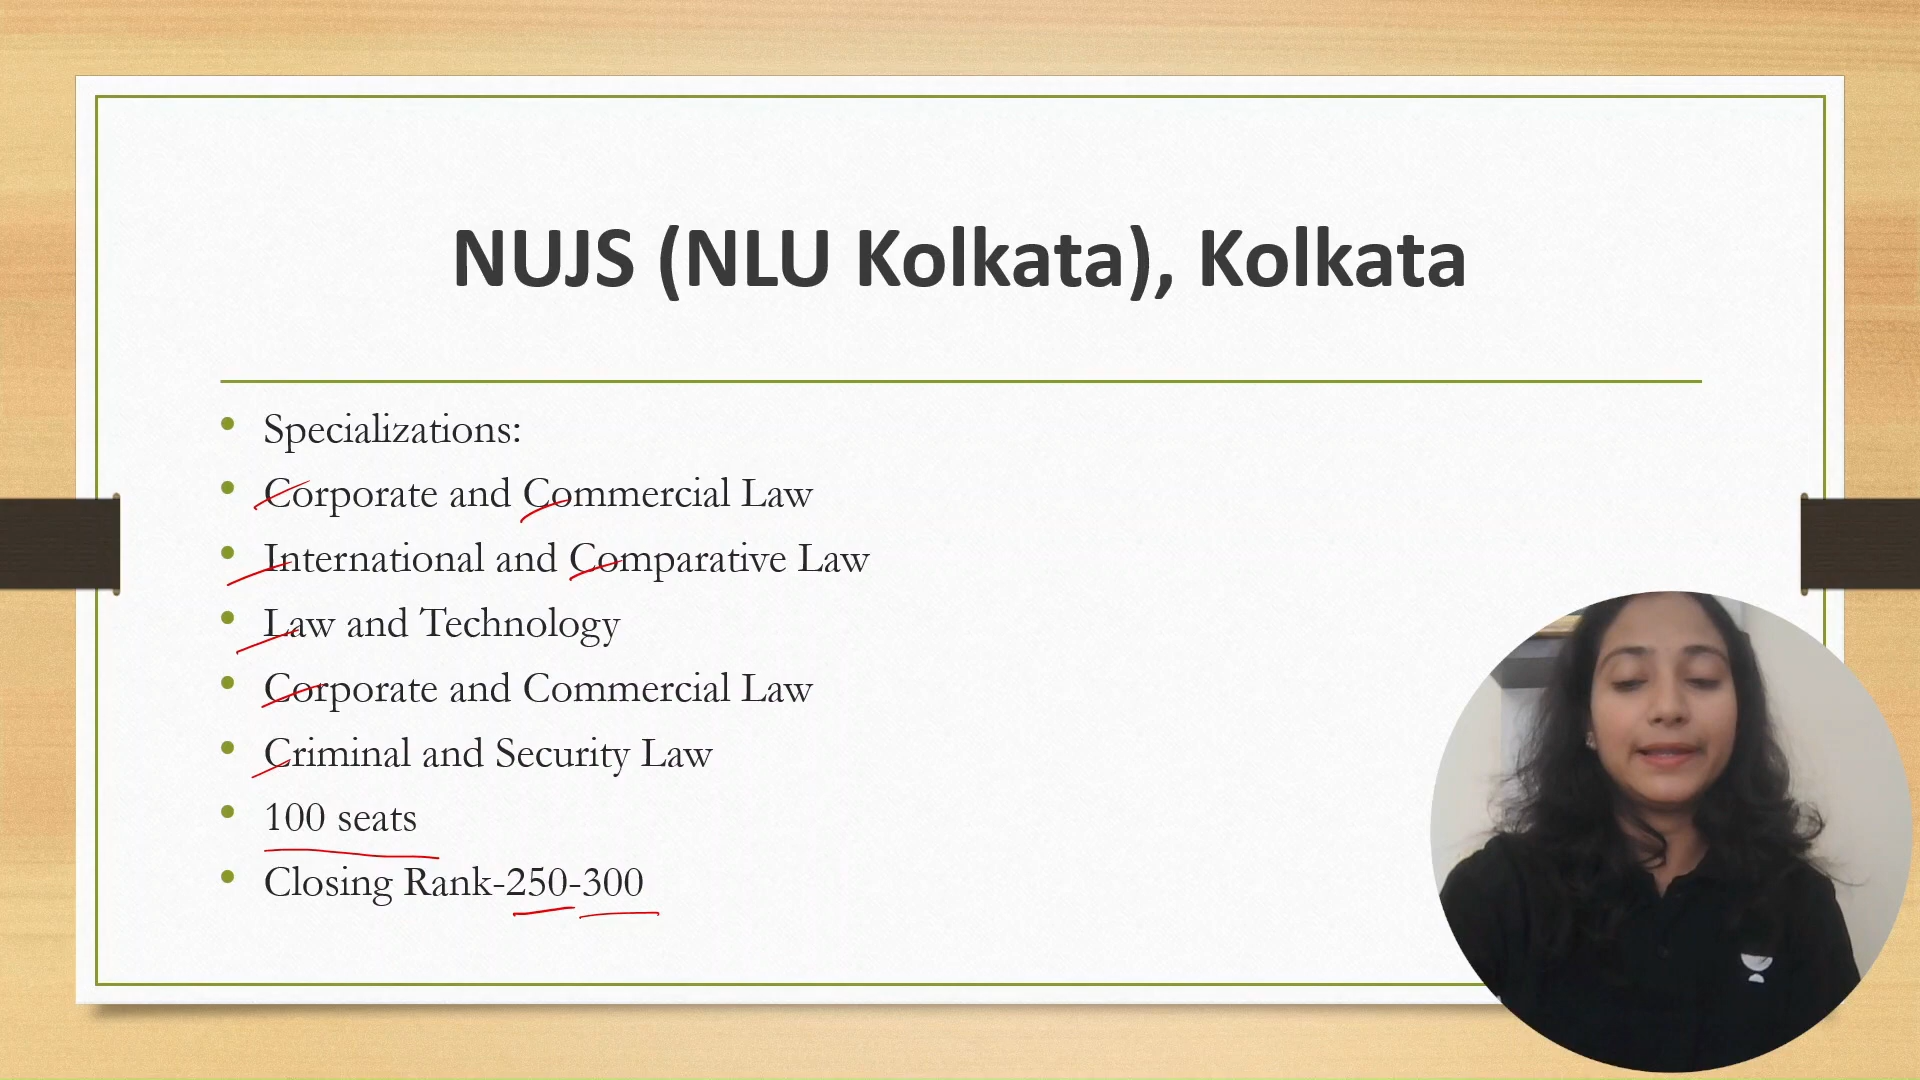 NUJS (NLU Kolkata), Kolkata
• Specializations:
• Corporate and Commercial Law
• International and Comparative Law
• Law and Technology
• Corporate and Commercial Law
• Criminal and Security Law
• 100 seats
• Closing Rank-250-300